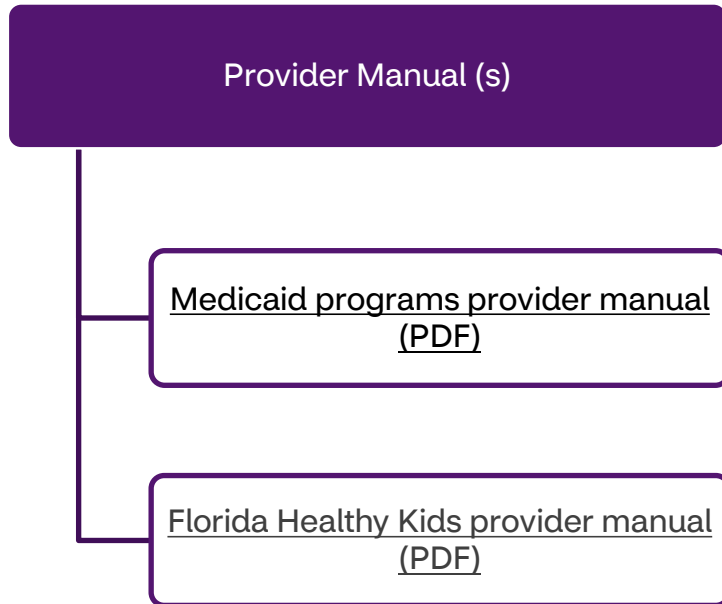 Provider Manual (s)
Medicaid programs provider manual
(PDF)
Florida Healthy Kids provider manual
(PDF)